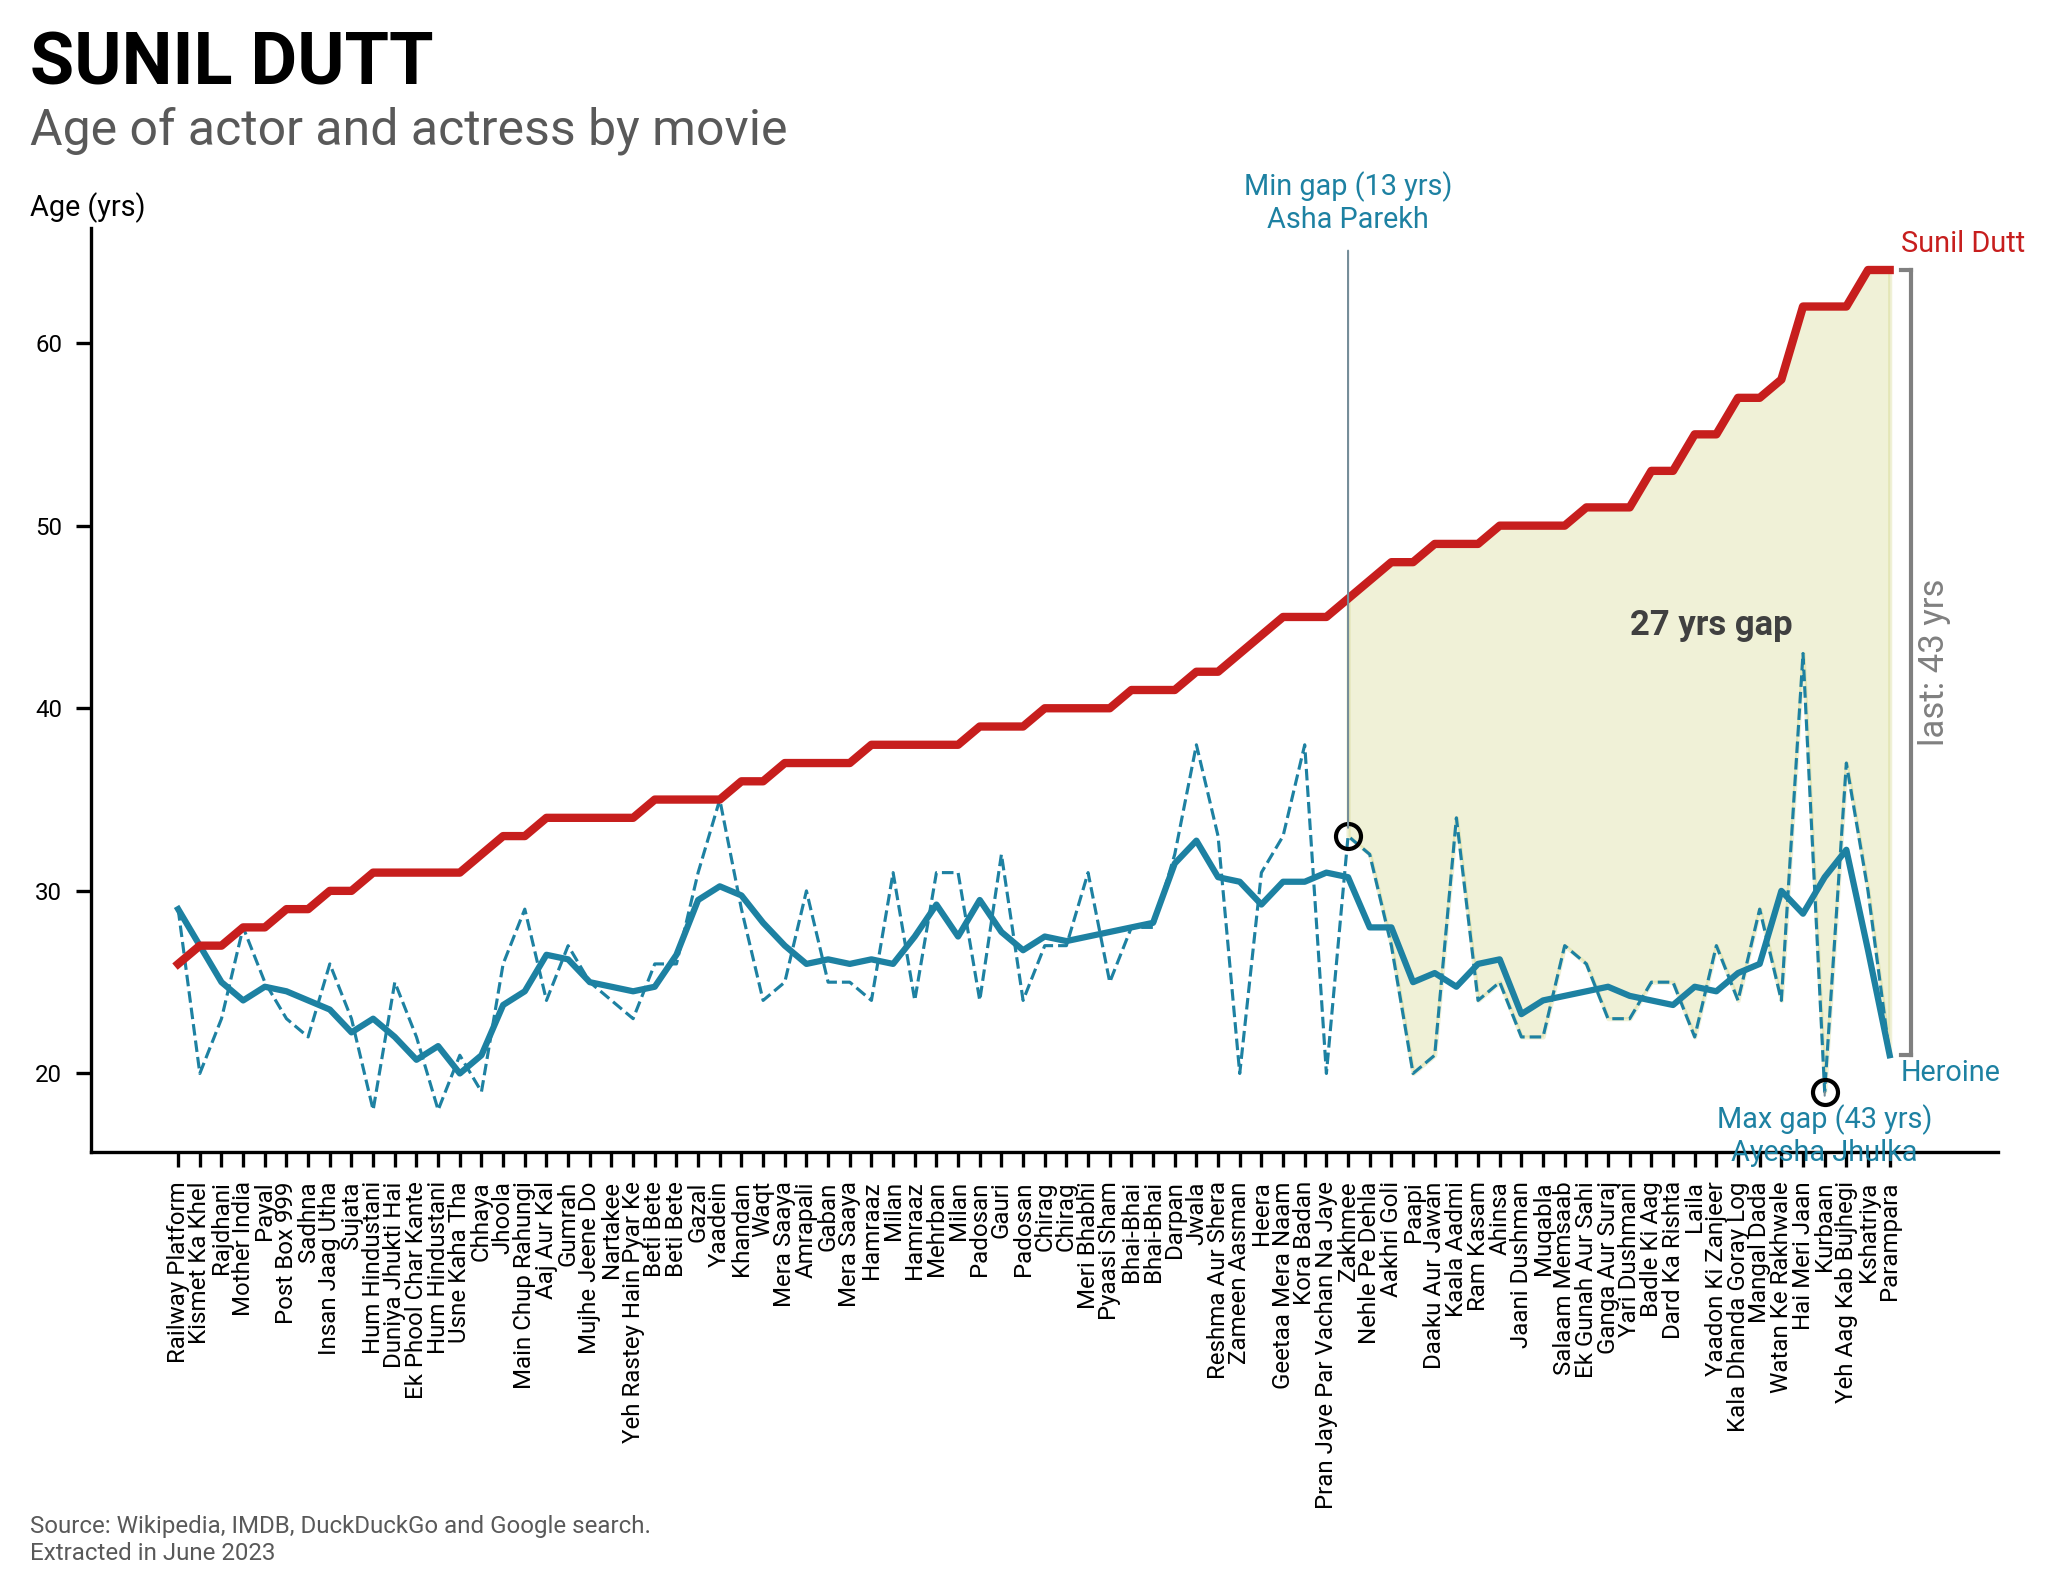 SUNIL DUTT
Age of actor and actress by movie
Min gap (13 yrs)
Asha Parekh
Age (yrs)
Sunil Dutt
60
50
40
30
20
27 yrs gap
last: 43 yrs
Heroine
Max gap (43 yrs)
Ayesha Jhulka
Railway Platform
Kismet Ka Khel
Rajdhani
Mother India
Payal
Post Box 999
Sadhna
Insan Jaag Utha
Sujata
Hum Hindustani
Duniya Jhukti Hai
Ek Phool Char Kante
Hum Hindustani
Usne Kaha Tha
Chhaya
Jhoola
Main Chup Rahungi
Aaj Aur Kal
Gumrah
Mujhe Jeene Do
Nartakee
Yeh Rastey Hain Pyar Ke
Beti Bete
Beti Bete
Gazal
Yaadein
Khandan
Waqt
Mera Saaya
Amrapali
Gaban
Mera Saaya
Hamraaz
Milan
Hamraaz
Mehrban
Milan
Padosan
Gauri
Padosan
Chirag
Chirag
Meri Bhabhi
Pyaasi Sham
Bhai-Bhai
Bhai-Bhai
Darpan
Jwala
Reshma Aur Shera
Zameen Aasman
Heera
Geetaa Mera Naam
Kora Badan
Pran Jaye Par Vachan Na Jaye
Zakhmee
Nehle Pe Dehla
Aakhri Goli
Paapi
Daaku Aur Jawan
Kaala Aadmi
Ram Kasam
Ahinsa
Jaani Dushman
Muqabla
Salaam Memsaab
Ek Gunah Aur Sahi
Ganga Aur Suraj
Yari Dushmani
Badle Ki Aag
Dard Ka Rishta
Laila
Yaadon Ki Zanjeer
Kala Dhanda Goray Log
Mangal Dada
Watan Ke Rakhwale
Hai Meri Jaan
Kurbaan
Yeh Aag Kab Bujhegi
Kshatriya
Parampara
Source: Wikipedia, IMDB, DuckDuckGo and Google search.
Extracted in June 2023